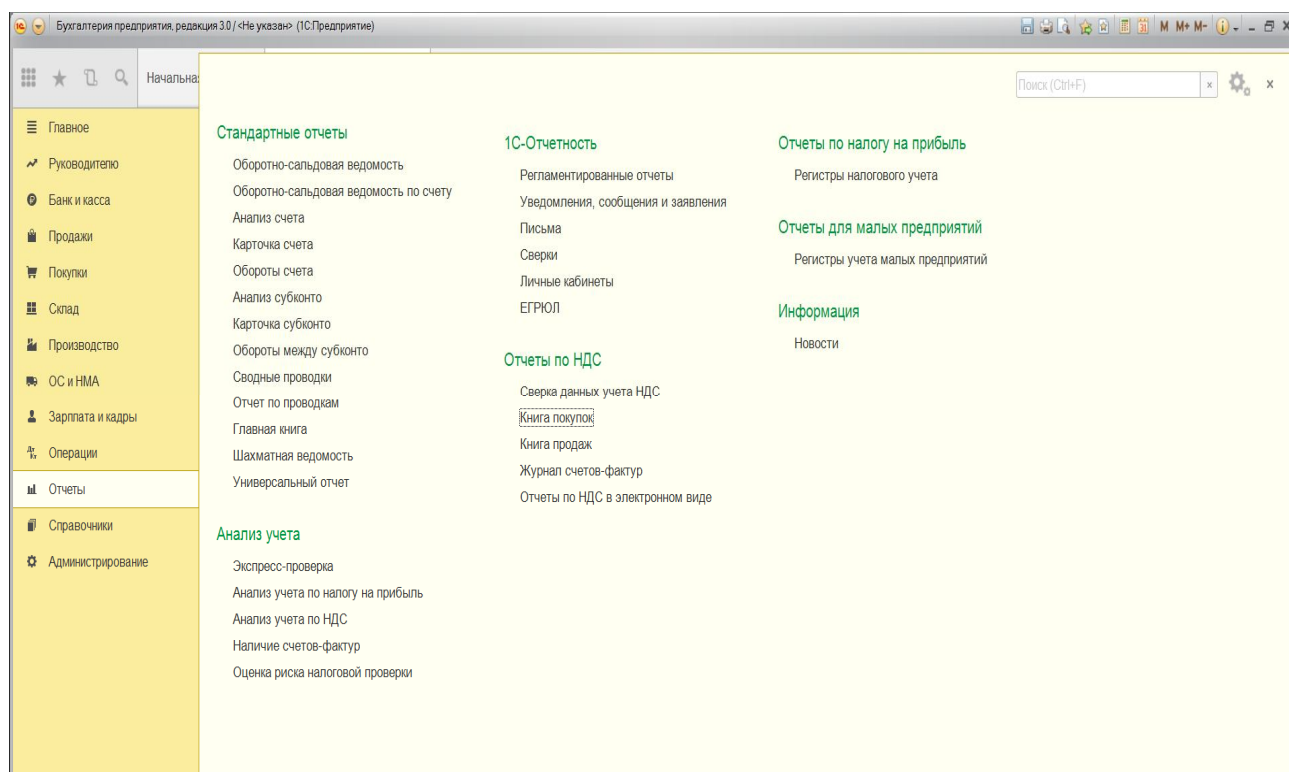 Бухгалтерия предприятия, редакция 3.0 / <Не указан> (1С:Предприятие)
M M+ M-
Начальная
Поиск (Ctrl+F)
Главное
Руководителю
Банк и касса
Продажи
Покупки
Склад
Производство
ОС и НМА
Зарплата и кадры
Операции
Отчеты
Справочники
Администрирование
Стандартные отчеты
Оборотно-сальдовая ведомость
Оборотно-сальдовая ведомость по счету
Анализ счета
Карточка счета
Обороты счета
Анализ субконто
Карточка субконто
Обороты между субконто
Сводные проводки
Отчет по проводкам
Главная книга
Шахматная ведомость
Универсальный отчет
Анализ учета
Экспресс-проверка
Анализ учета по налогу на прибыль
Анализ учета по НДС
Наличие счетов-фактур
Оценка риска налоговой проверки
1С-Отчетность
Регламентированные отчеты
Уведомления, сообщения и заявления
Письма
Сверки
Личные кабинеты
ЕГРЮЛ
Отчеты по НДС
Сверка данных учета НДС
Книга покупок
Книга продаж
Журнал счетов-фактур
Отчеты по НДС в электронном виде
Отчеты по налогу на прибыль
Регистры налогового учета
Отчеты для малых предприятий
Регистры учета малых предприятий
Информация
Новости